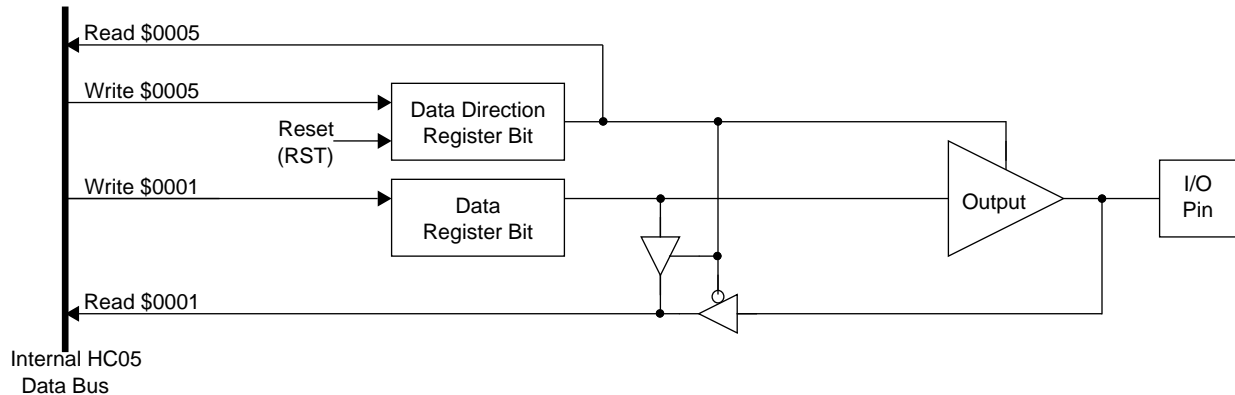 Read $0005
Write $0005
Data Direction
Register Bit
Reset
(RST)
Write $0001
Data
Register Bit
Output
I/O
Pin
Read $0001
Internal HC05
Data Bus